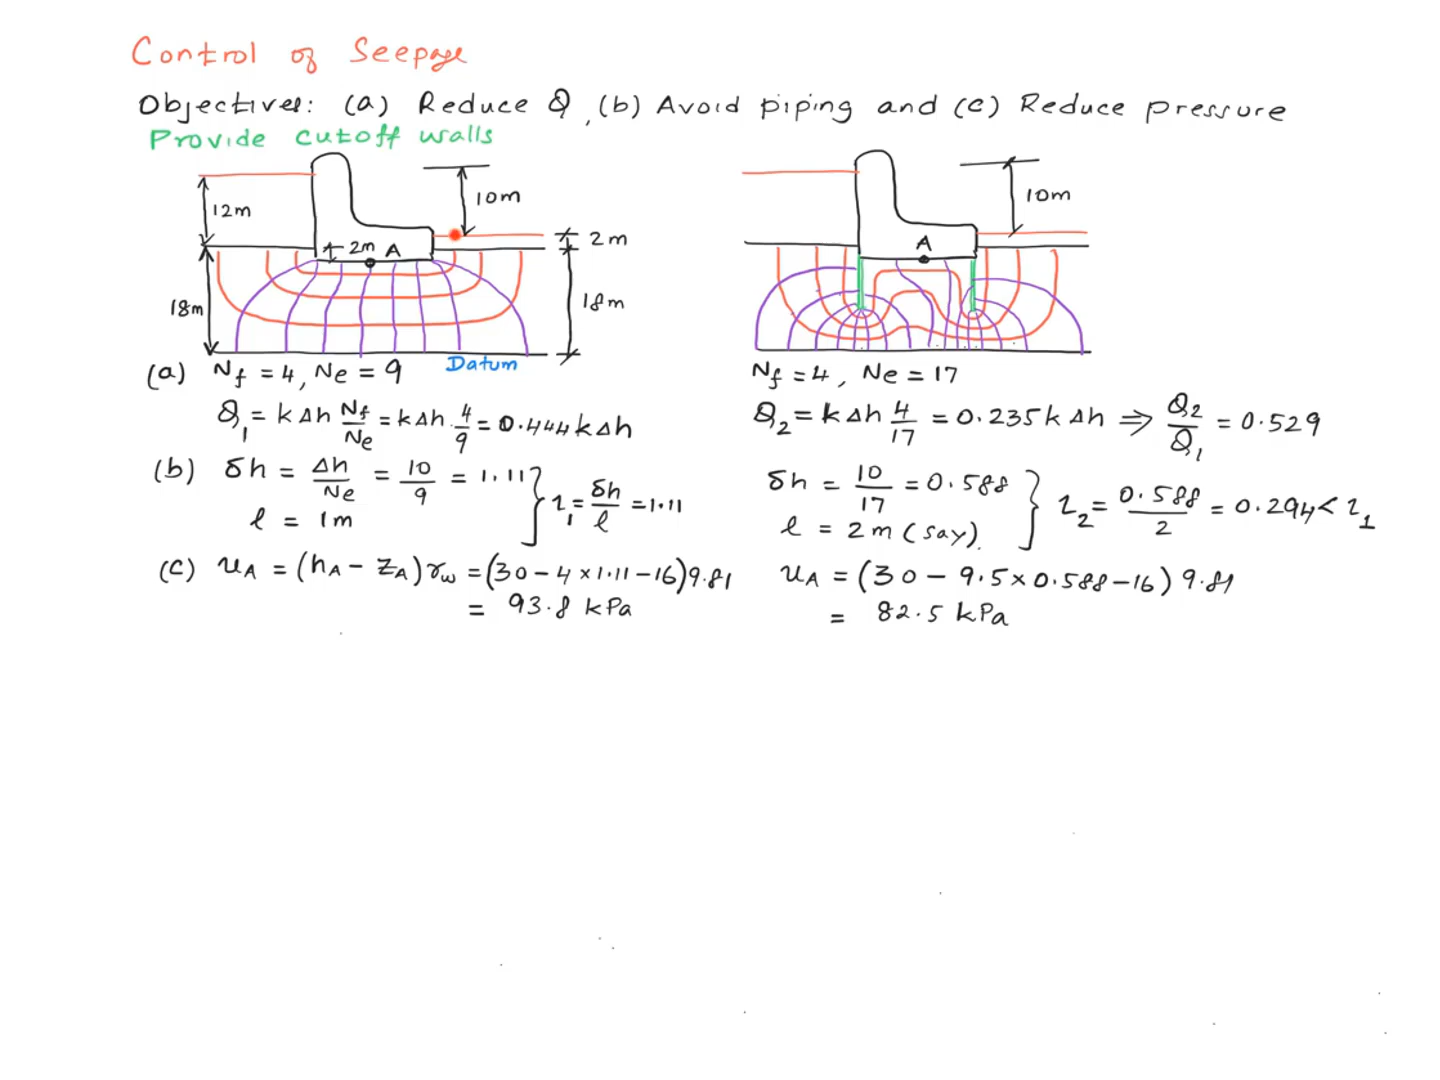 Control of Seepage
Objectives: (a) Reduce Q, (b) Avoid piping and (c) Reduce pressure
Provide cutoff walls
12m
10m
2m
2m A
18m
18m
Datum
10m
A
(a) Nf = 4, Ne = 9
Q1 = kΔh Nf/Ne = kΔh · 4/9 = 0.444kΔh
(b) δh = Δh/Ne = 10/9 = 1.11
l = 1m
} i1 = δh/l = 1.11
(c) uA = (hA − zA)γw = (30 − 4 × 1.11 − 16) 9.81
= 93.8 kPa
Nf = 4, Ne = 17
Q2 = kΔh 4/17 = 0.235kΔh ⇒ Q2/Q1 = 0.529
δh = 10/17 = 0.588
l = 2m (say).
} i2 = 0.588/2 = 0.294 < i1
uA = (30 − 9.5 × 0.588 − 16) 9.81
= 82.5 kPa